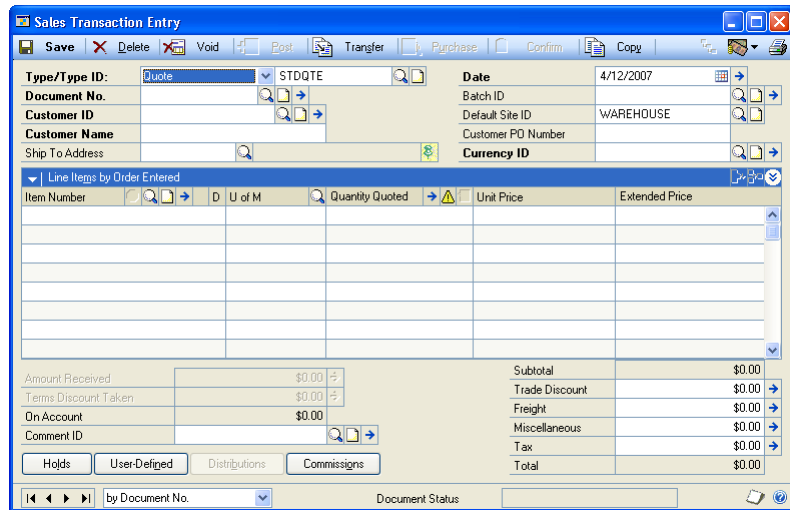 Sales Transaction Entry
Save Delete Void Post Transfer Purchase Confirm Copy
Type/Type ID: Quote STDQTE Date 4/12/2007
Document No. Batch ID
Customer ID Default Site ID WAREHOUSE
Customer Name Customer PO Number
Ship To Address Currency ID
Line Items by Order Entered
Item Number D U of M Quantity Quoted Unit Price Extended Price
Subtotal $0.00
Amount Received $0.00 Trade Discount $0.00
Terms Discount Taken $0.00 Freight $0.00
On Account $0.00 Miscellaneous $0.00
Comment ID Tax $0.00
Holds User-Defined Distributions Commissions Total $0.00
by Document No. Document Status